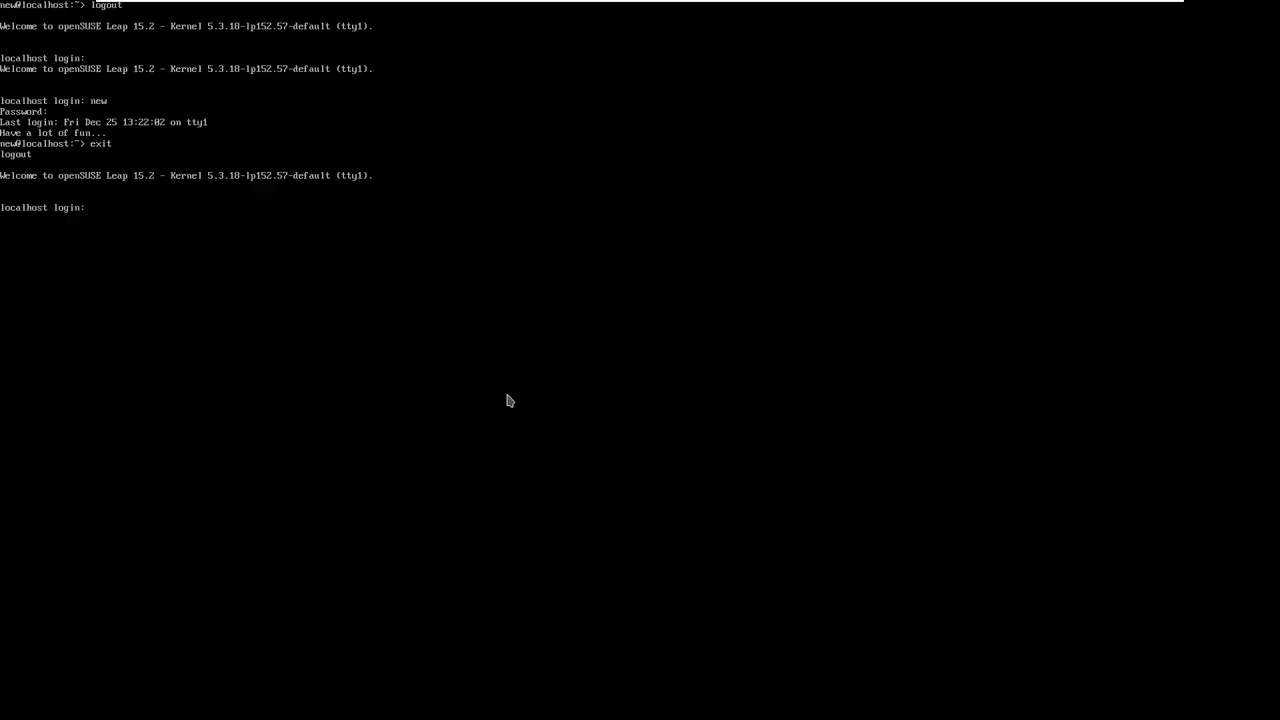 new@localhost:~> logout
Welcome to openSUSE Leap 15.2 - Kernel 5.3.18-lp152.57-default (tty1).
localhost login:
Welcome to openSUSE Leap 15.2 - Kernel 5.3.18-lp152.57-default (tty1).
localhost login: new
Password:
Last login: Fri Dec 25 13:22:02 on tty1
Have a lot of fun...
new@localhost:~> exit
logout
Welcome to openSUSE Leap 15.2 - Kernel 5.3.18-lp152.57-default (tty1).
localhost login: